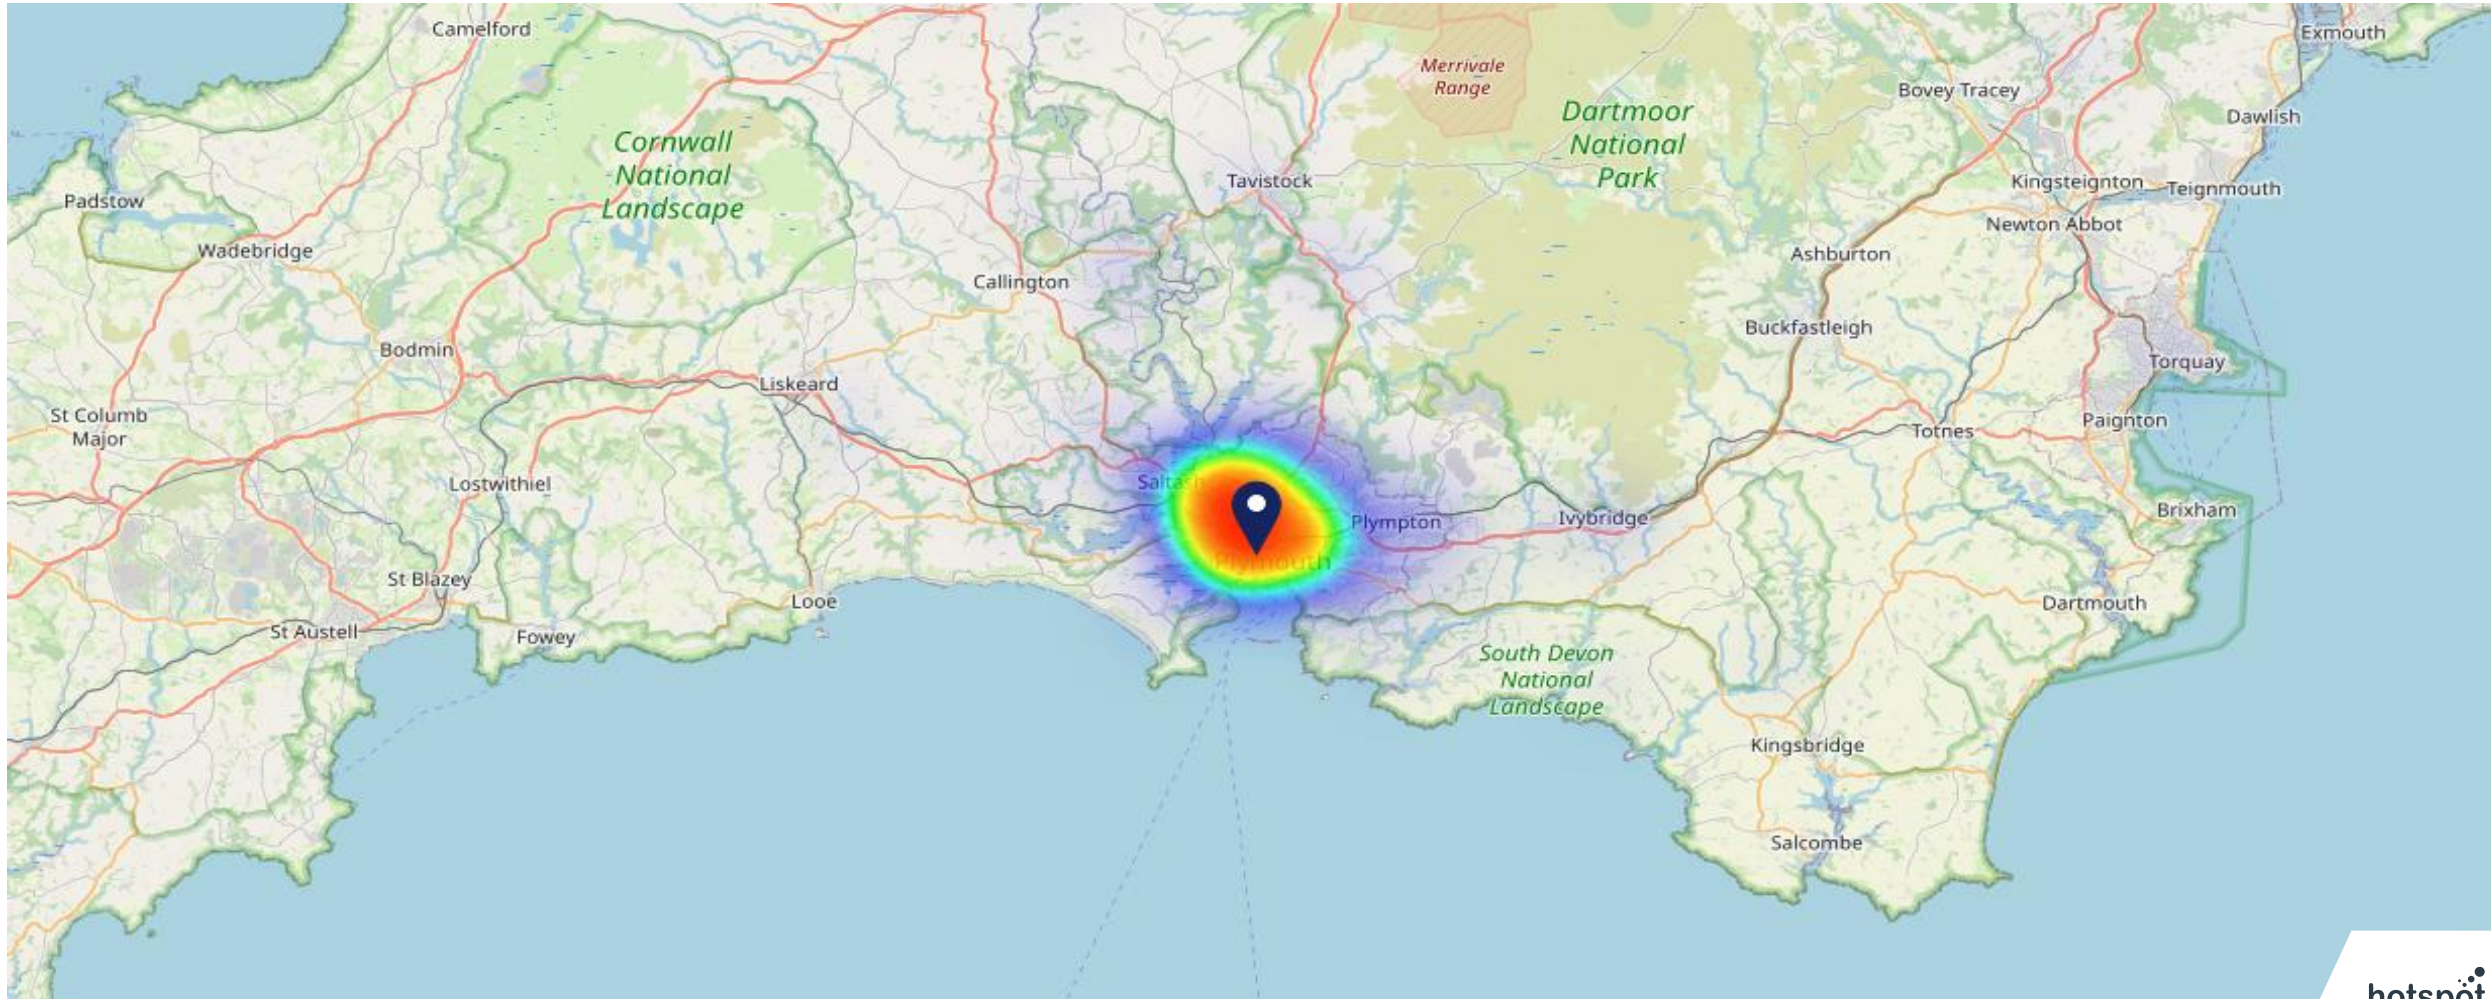 Camelford
Exmouth
Merrivale
Range
Bovey Tracey
Dartmoor
National
Park
Dawlish
Cornwall
National
Landscape
Tavistock
Kingsteignton
Teignmouth
Padstow
Newton Abbot
Wadebridge
Ashburton
Callington
Buckfastleigh
Bodmin
Torquay
Liskeard
St Columb
Major
Paignton
Totnes
Lostwithiel
Saltash
Brixham
Plympton
Ivybridge
Plymouth
St Blazey
Looe
Dartmouth
St Austell
Fowey
South Devon
National
Landscape
Kingsbridge
Salcombe
hotspot